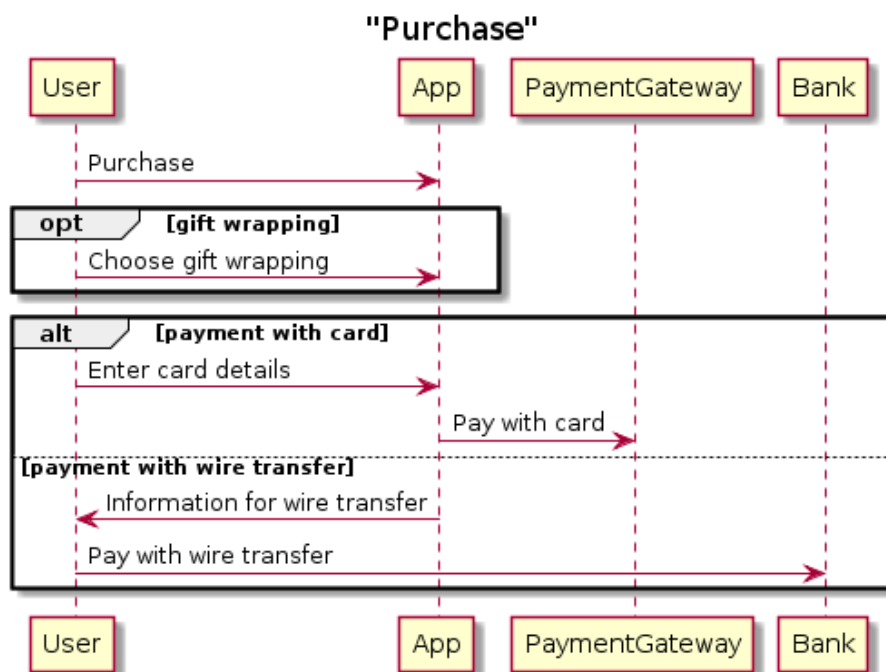 "Purchase"
User App PaymentGateway Bank
Purchase
opt [gift wrapping]
Choose gift wrapping
alt [payment with card]
Enter card details
Pay with card
[payment with wire transfer]
Information for wire transfer
Pay with wire transfer
User App PaymentGateway Bank